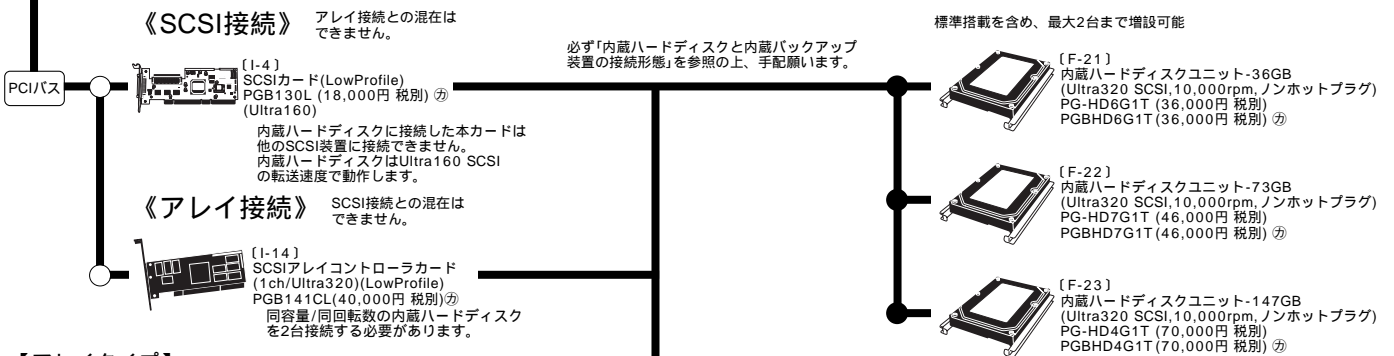 《SCSI接続》 アレイ接続との混在は
できません。
PCIバス
〔I-4〕
SCSIカード(LowProfile)
PGB130L (18,000円 税別) ㋕
(Ultra160)
内蔵ハードディスクに接続した本カードは
他のSCSI装置に接続できません。
内蔵ハードディスクはUltra160 SCSI
の転送速度で動作します。
《アレイ接続》 SCSI接続との混在は
できません。
〔I-14〕
SCSIアレイコントローラカード
(1ch/Ultra320)(LowProfile)
PGB141CL(40,000円 税別)㋕
同容量/同回転数の内蔵ハードディスク
を2台接続する必要があります。
必ず「内蔵ハードディスクと内蔵バックアップ
装置の接続形態」を参照の上、手配願います。
標準搭載を含め、最大2台まで増設可能
〔F-21〕
内蔵ハードディスクユニット-36GB
(Ultra320 SCSI,10,000rpm,ノンホットプラグ)
PG-HD6G1T (36,000円 税別)
PGBHD6G1T (36,000円 税別) ㋕
〔F-22〕
内蔵ハードディスクユニット-73GB
(Ultra320 SCSI,10,000rpm,ノンホットプラグ)
PG-HD7G1T (46,000円 税別)
PGBHD7G1T (46,000円 税別) ㋕
〔F-23〕
内蔵ハードディスクユニット-147GB
(Ultra320 SCSI,10,000rpm,ノンホットプラグ)
PG-HD4G1T (70,000円 税別)
PGBHD4G1T (70,000円 税別) ㋕